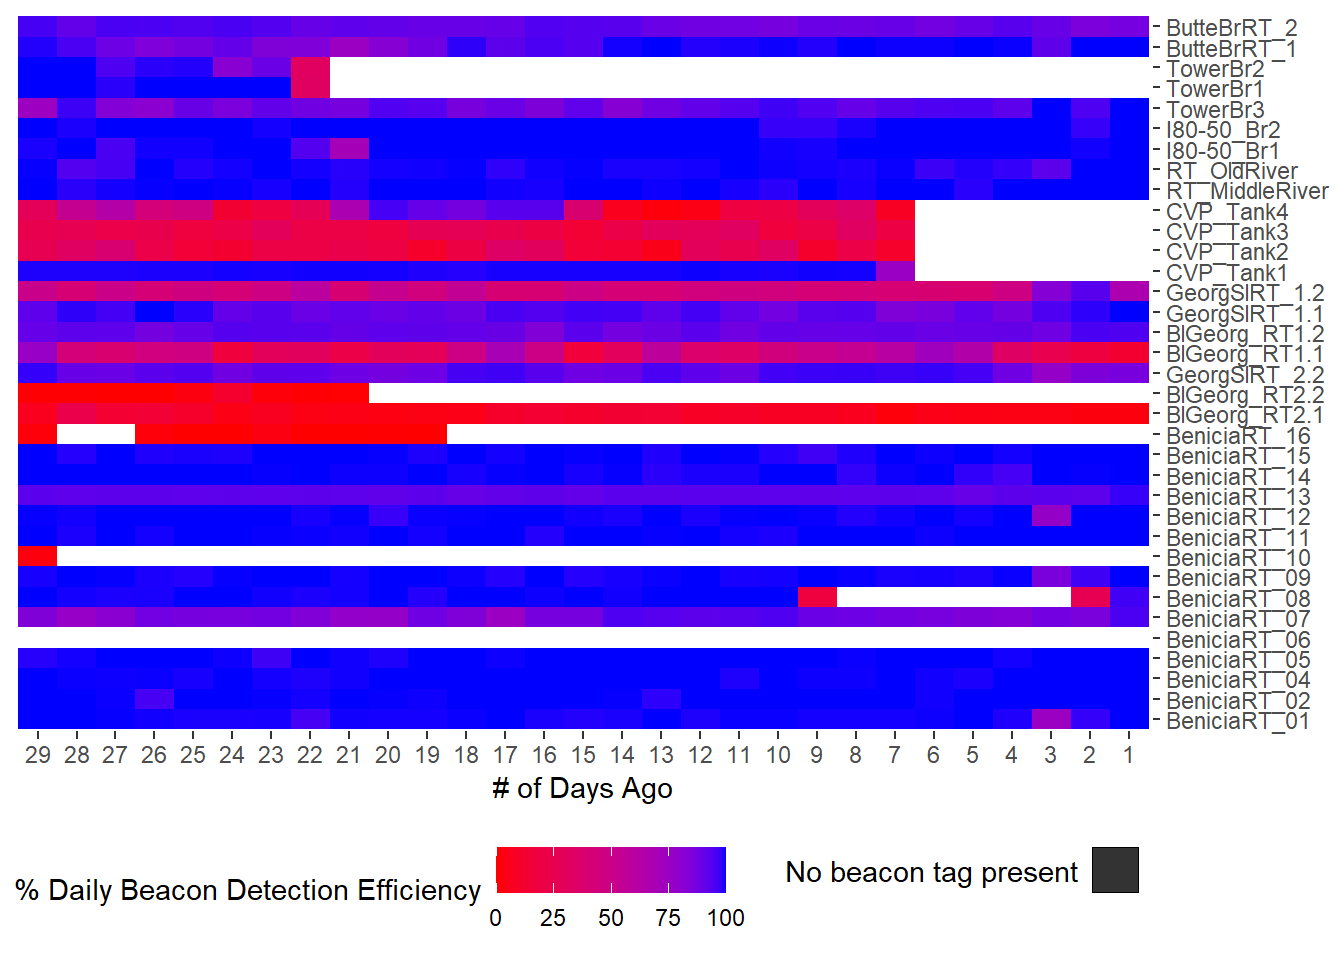 ButteBrRT_2
ButteBrRT_1
TowerBr2
TowerBr1
TowerBr3
I80-50_Br2
I80-50_Br1
RT_OldRiver
RT_MiddleRiver
CVP_Tank4
CVP_Tank3
CVP_Tank2
CVP_Tank1
GeorgSlRT_1.2
GeorgSlRT_1.1
BlGeorg_RT1.2
BlGeorg_RT1.1
GeorgSlRT_2.2
BlGeorg_RT2.2
BlGeorg_RT2.1
BeniciaRT_16
BeniciaRT_15
BeniciaRT_14
BeniciaRT_13
BeniciaRT_12
BeniciaRT_11
BeniciaRT_10
BeniciaRT_09
BeniciaRT_08
BeniciaRT_07
BeniciaRT_06
BeniciaRT_05
BeniciaRT_04
BeniciaRT_02
BeniciaRT_01
29 28 27 26 25 24 23 22 21 20 19 18 17 16 15 14 13 12 11 10 9 8 7 6 5 4 3 2 1
# of Days Ago
% Daily Beacon Detection Efficiency
0 25 50 75 100
No beacon tag present